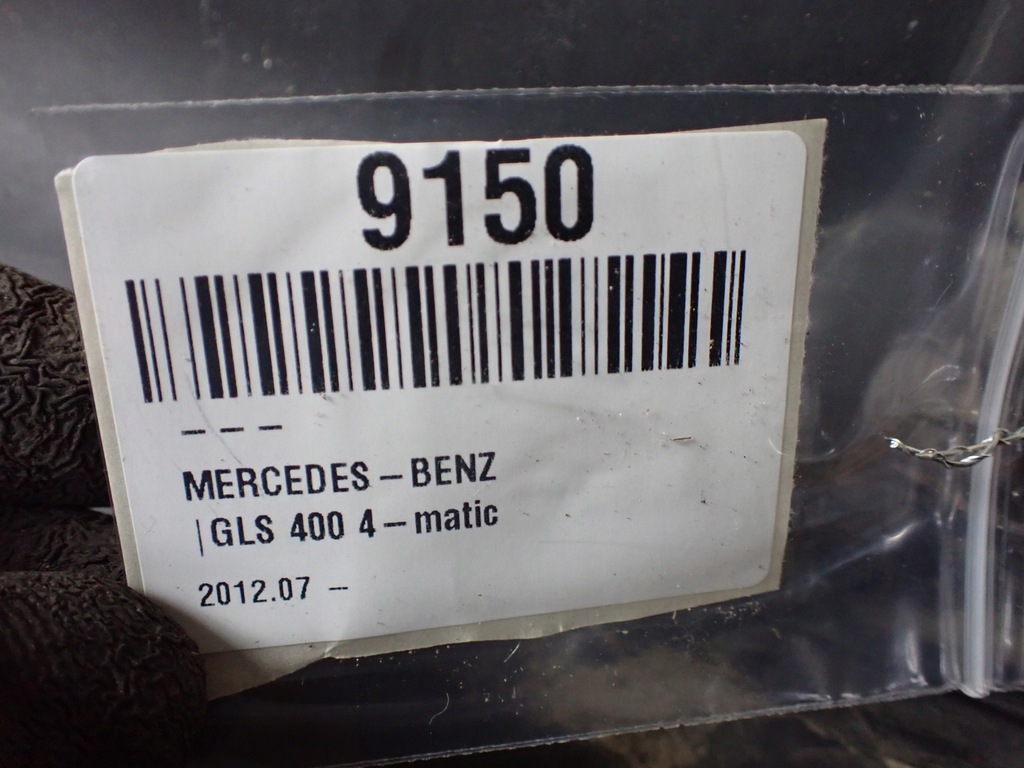 9150
– – –
MERCEDES – BENZ
|GLS 400 4 – matic
2012.07 –